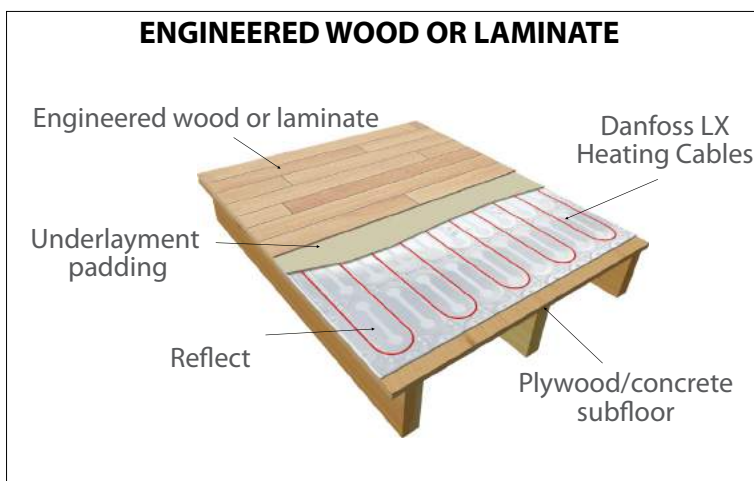 ENGINEERED WOOD OR LAMINATE
Engineered wood or laminate
Danfoss LX
Heating Cables
Underlayment
padding
Reflect
Plywood/concrete
subfloor